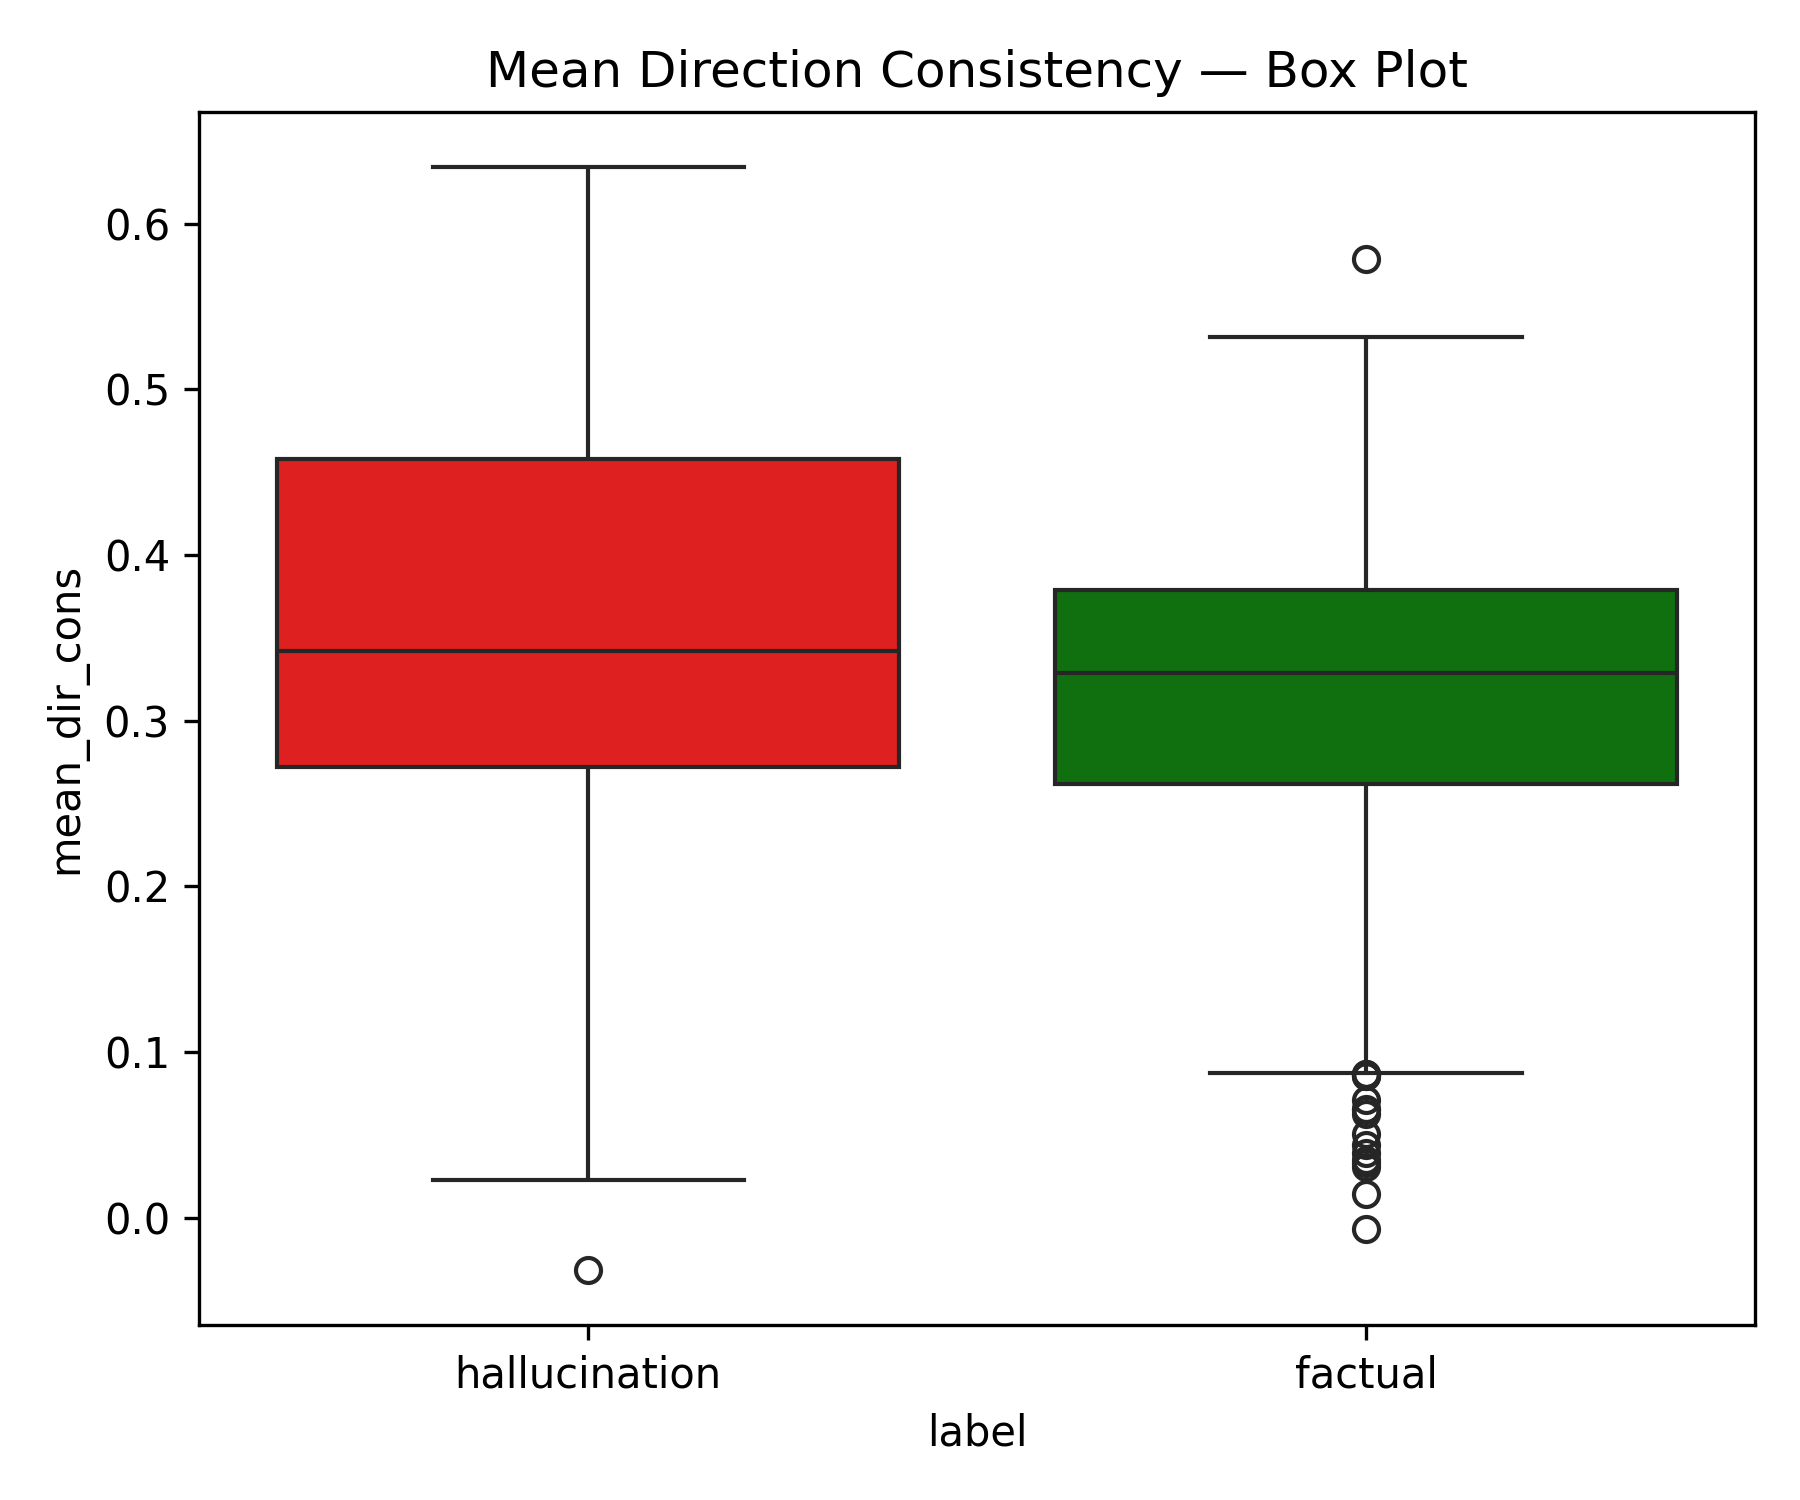 Mean Direction Consistency — Box Plot
mean_dir_cons
0.6
0.5
0.4
0.3
0.2
0.1
0.0
hallucination
factual
label